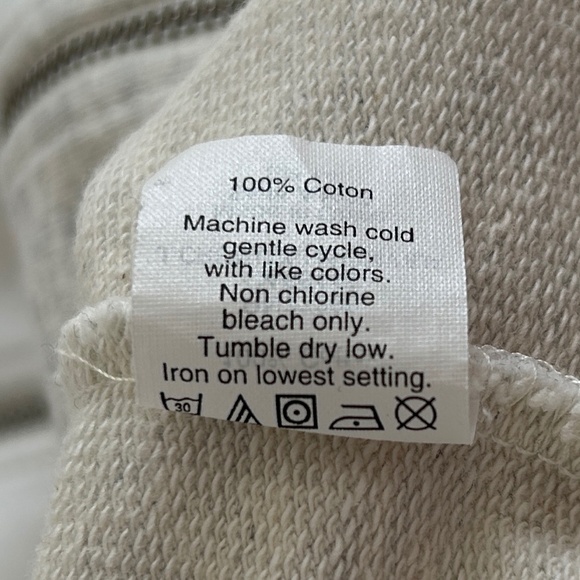 100% Coton
Machine wash cold
gentle cycle,
with like colors.
Non chlorine
bleach only.
Tumble dry low.
Iron on lowest setting.
30